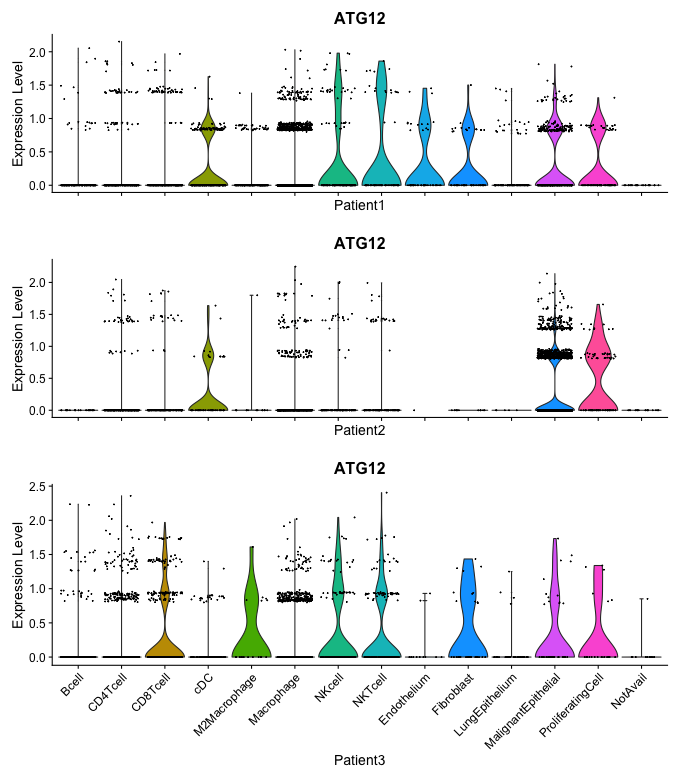 ATG12
Expression Level
2.0
1.5
1.0
0.5
0.0
Patient1
ATG12
Expression Level
2.0
1.5
1.0
0.5
0.0
Patient2
ATG12
Expression Level
2.5
2.0
1.5
1.0
0.5
0.0
Bcell
CD4Tcell
CD8Tcell
cDC
M2Macrophage
Macrophage
NKcell
NKTcell
Endothelium
Fibroblast
LungEpithelium
MalignantEpithelial
ProliferatingCell
NotAvail
Patient3